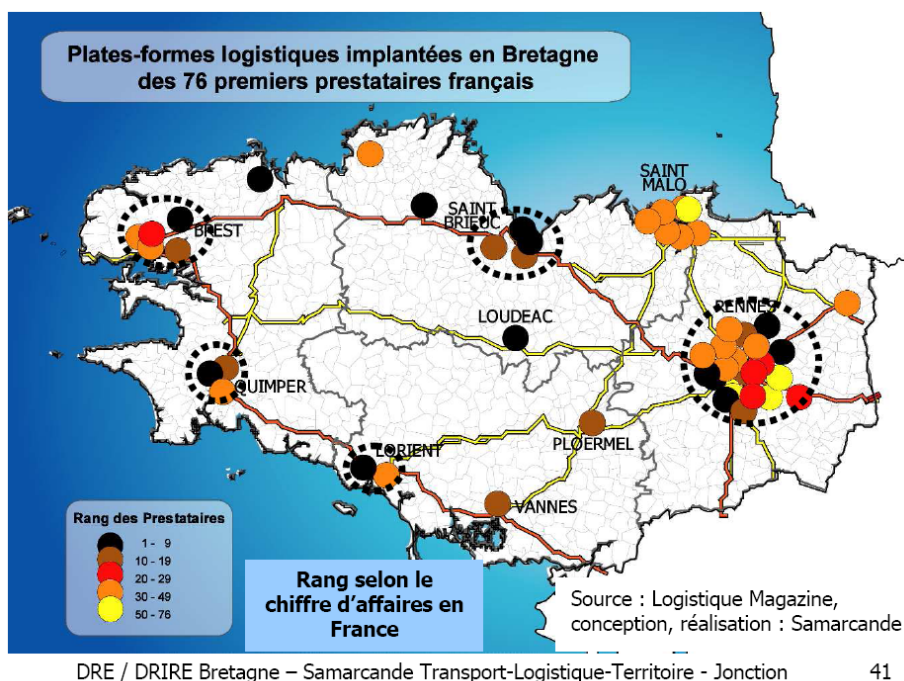 Plates-formes logistiques implantées en Bretagne
des 76 premiers prestataires français
SAINT
MALO
SAINT
BRIEUC
BREST
RENNES
LOUDEAC
QUIMPER
PLOERMEL
LORIENT
VANNES
Rang des Prestataires
1 - 9
10 - 19
20 - 29
30 - 49
50 - 76
Rang selon le
chiffre d'affaires en
France
Source : Logistique Magazine,
conception, réalisation : Samarcande
DRE / DRIRE Bretagne – Samarcande Transport-Logistique-Territoire - Jonction 41